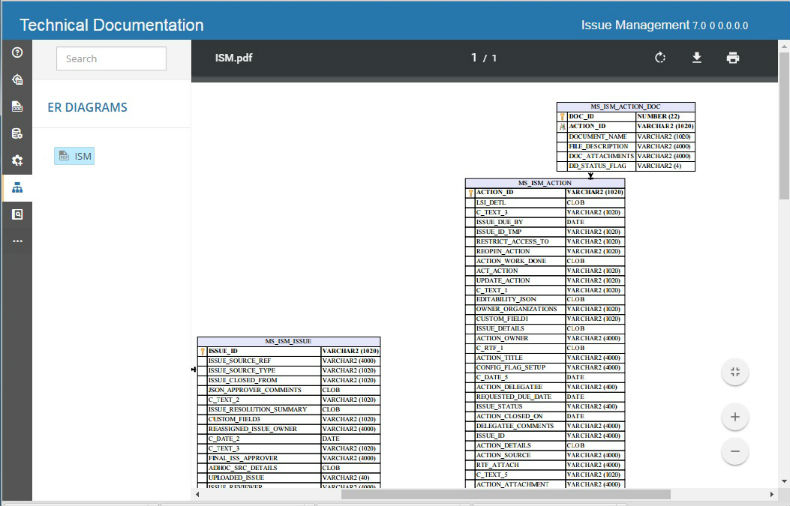 Technical Documentation
Issue Management 7.0 0 0.0.0.0
Search
ISM.pdf
1 / 1
ER DIAGRAMS
ISM
MS_ISM_ACTION_DOC
DOC_ID NUMBER (22)
ACTION_ID VARCHAR2 (1020)
DOCUMENT_NAME VARCHAR2 (1020)
FILE_DESCRIPTION VARCHAR2 (4000)
DOC_ATTACHMENTS VARCHAR2 (4000)
DD_STATUS_FLAG VARCHAR2 (4)
MS_ISM_ACTION
ACTION_ID VARCHAR2 (1020)
LSI_DETL CLOB
C_TEXT_3 VARCHAR2 (1020)
ISSUE_DUE_BY DATE
ISSUE_ID_TMP VARCHAR2 (1020)
RESTRICT_ACCESS_TO VARCHAR2 (1020)
REOPEN_ACTION VARCHAR2 (1020)
ACTION_WORK_DONE CLOB
ACT_ACTION VARCHAR2 (1020)
UPDATE_ACTION VARCHAR2 (1020)
C_TEXT_1 VARCHAR2 (1020)
EDITABILITY_JSON CLOB
OWNER_ORGANIZATIONS VARCHAR2 (1020)
CUSTOM_FIELD1 VARCHAR2 (1020)
ISSUE_DETAILS CLOB
ACTION_OWNER VARCHAR2 (4000)
C_RTF_1 CLOB
ACTION_TITLE VARCHAR2 (4000)
CONFIG_FLAG_SETUP VARCHAR2 (4000)
C_DATE_5 DATE
ACTION_DELEGATEE VARCHAR2 (400)
REQUESTED_DUE_DATE DATE
ISSUE_STATUS VARCHAR2 (400)
ACTION_CLOSED_ON DATE
DELEGATEE_COMMENTS VARCHAR2 (4000)
ISSUE_ID VARCHAR2 (4000)
ACTION_DETAILS CLOB
ACTION_SOURCE VARCHAR2 (4000)
RTF_ATTACH VARCHAR2 (4000)
C_TEXT_5 VARCHAR2 (1020)
ACTION_ATTACHMENT VARCHAR2 (4000)
MS_ISM_ISSUE
ISSUE_ID VARCHAR2 (1020)
ISSUE_SOURCE_REF VARCHAR2 (4000)
ISSUE_SOURCE_TYPE VARCHAR2 (1020)
ISSUE_CLOSED_FROM VARCHAR2 (1020)
JSON_APPROVER_COMMENTS CLOB
C_TEXT_2 VARCHAR2 (1020)
ISSUE_RESOLUTION_SUMMARY CLOB
CUSTOM_FIELD3 VARCHAR2 (1020)
REASSIGNED_ISSUE_OWNER VARCHAR2 (4000)
C_DATE_2 DATE
C_TEXT_3 VARCHAR2 (1020)
FINAL_ISS_APPROVER VARCHAR2 (4000)
ADHOC_SRC_DETAILS CLOB
UPLOADED_ISSUE VARCHAR2 (40)
ISSUE_REVIEWER VARCHAR2 (4000)